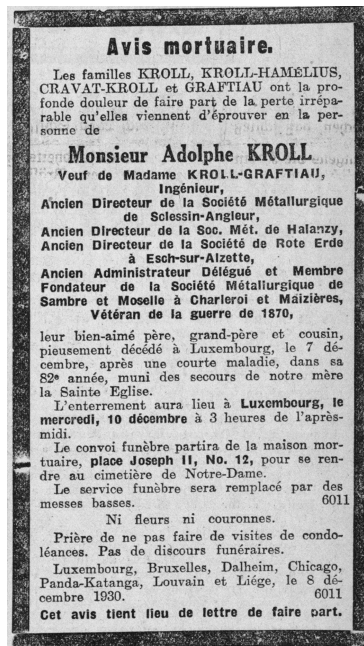 Avis mortuaire.
Les familles KROLL, KROLL-HAMÉLIUS,
CRAVAT-KROLL et GRAFTIAU ont la pro-
fonde douleur de faire part de la perte irrépa-
rable qu'elles viennent d'éprouver en la per-
sonne de
Monsieur Adolphe KROLL
Veuf de Madame KROLL-GRAFTIAU,
Ingénieur,
Ancien Directeur de la Société Métallurgique
de Sclessin-Angleur,
Ancien Directeur de la Soc. Mét. de Halanzy,
Ancien Directeur de la Société de Rote Erde
à Esch-sur-Alzette,
Ancien Administrateur Délégué et Membre
Fondateur de la Société Métallurgique de
Sambre et Moselle à Charleroi et Maizières,
Vétéran de la guerre de 1870,
leur bien-aimé père, grand-père et cousin,
pieusement décédé à Luxembourg, le 7 dé-
cembre, après une courte maladie, dans sa
82e année, muni des secours de notre mère
la Sainte Eglise.
L'enterrement aura lieu à Luxembourg, le
mercredi, 10 décembre à 3 heures de l'après-
midi.
Le convoi funèbre partira de la maison mor-
tuaire, place Joseph II, No. 12, pour se ren-
dre au cimetière de Notre-Dame.
Le service funèbre sera remplacé par des
messes basses. 6011
Ni fleurs ni couronnes.
Prière de ne pas faire de visites de condo-
léances. Pas de discours funéraires.
Luxembourg, Bruxelles, Dalheim, Chicago,
Panda-Katanga, Louvain et Liége, le 8 dé-
cembre 1930. 6011
Cet avis tient lieu de lettre de faire part.